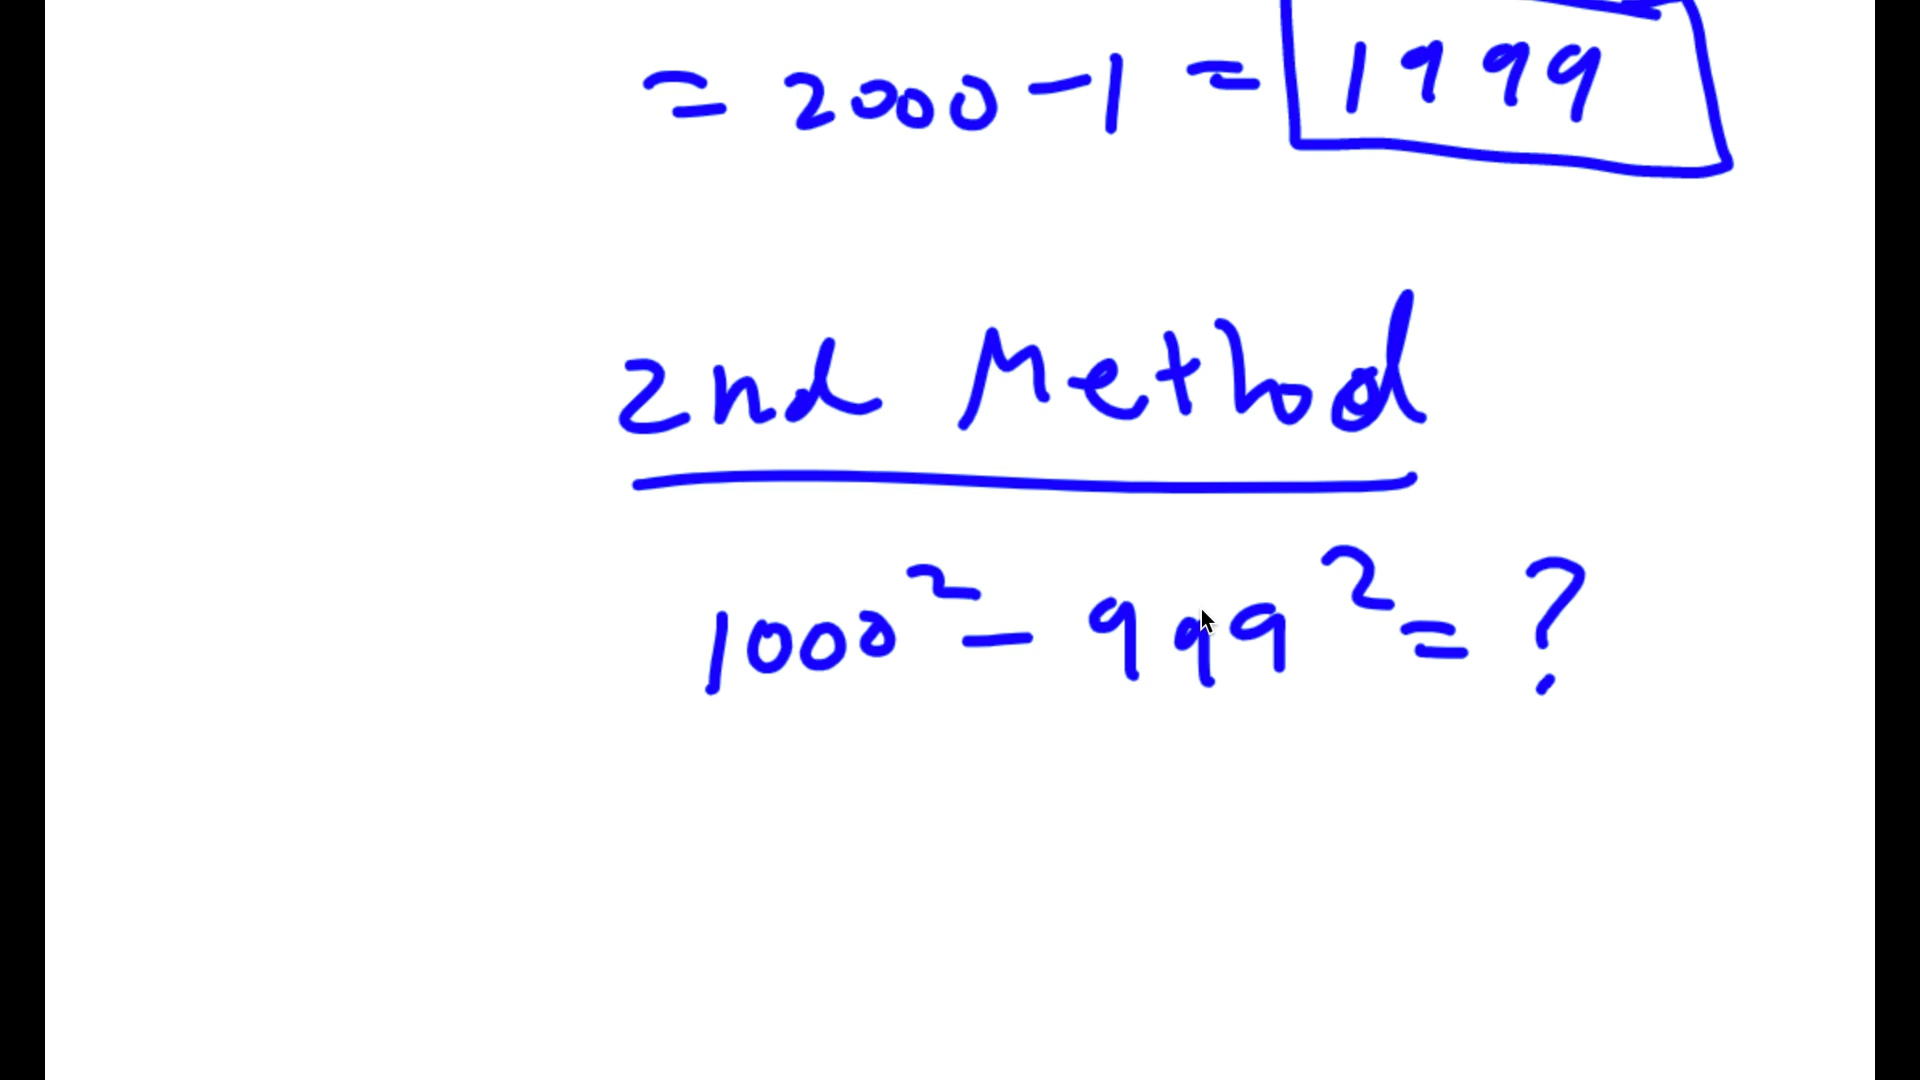 = 2000 - 1 = 1999
2nd Method
1000² - 999² = ?